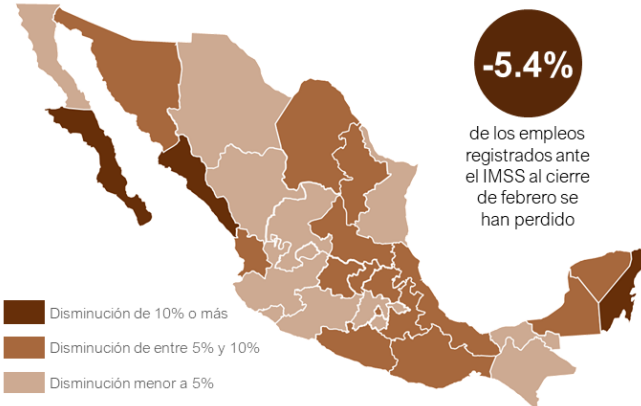 -5.4%
de los empleos
registrados ante
el IMSS al cierre
de febrero se
han perdido
Disminución de 10% o más
Disminución de entre 5% y 10%
Disminución menor a 5%